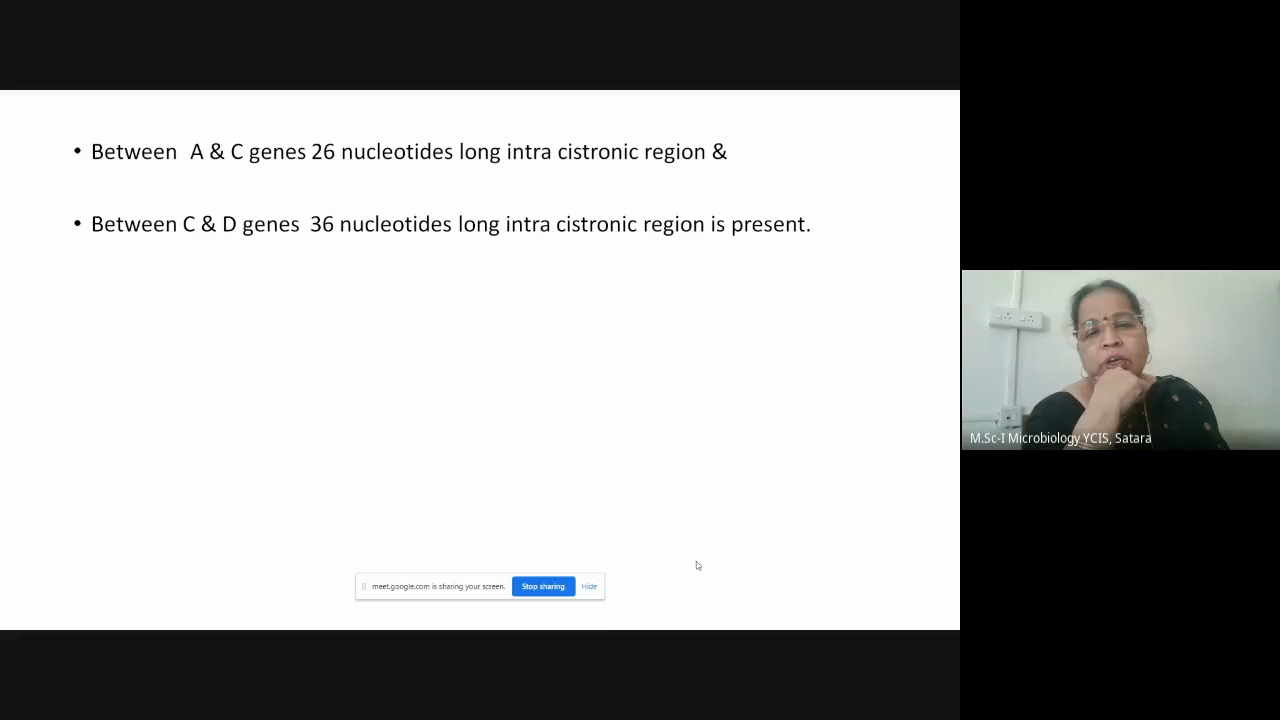 • Between A & C genes 26 nucleotides long intra cistronic region &
• Between C & D genes 36 nucleotides long intra cistronic region is present.
M.Sc-I Microbiology YCIS, Satara
meet.google.com is sharing your screen. Stop sharing Hide